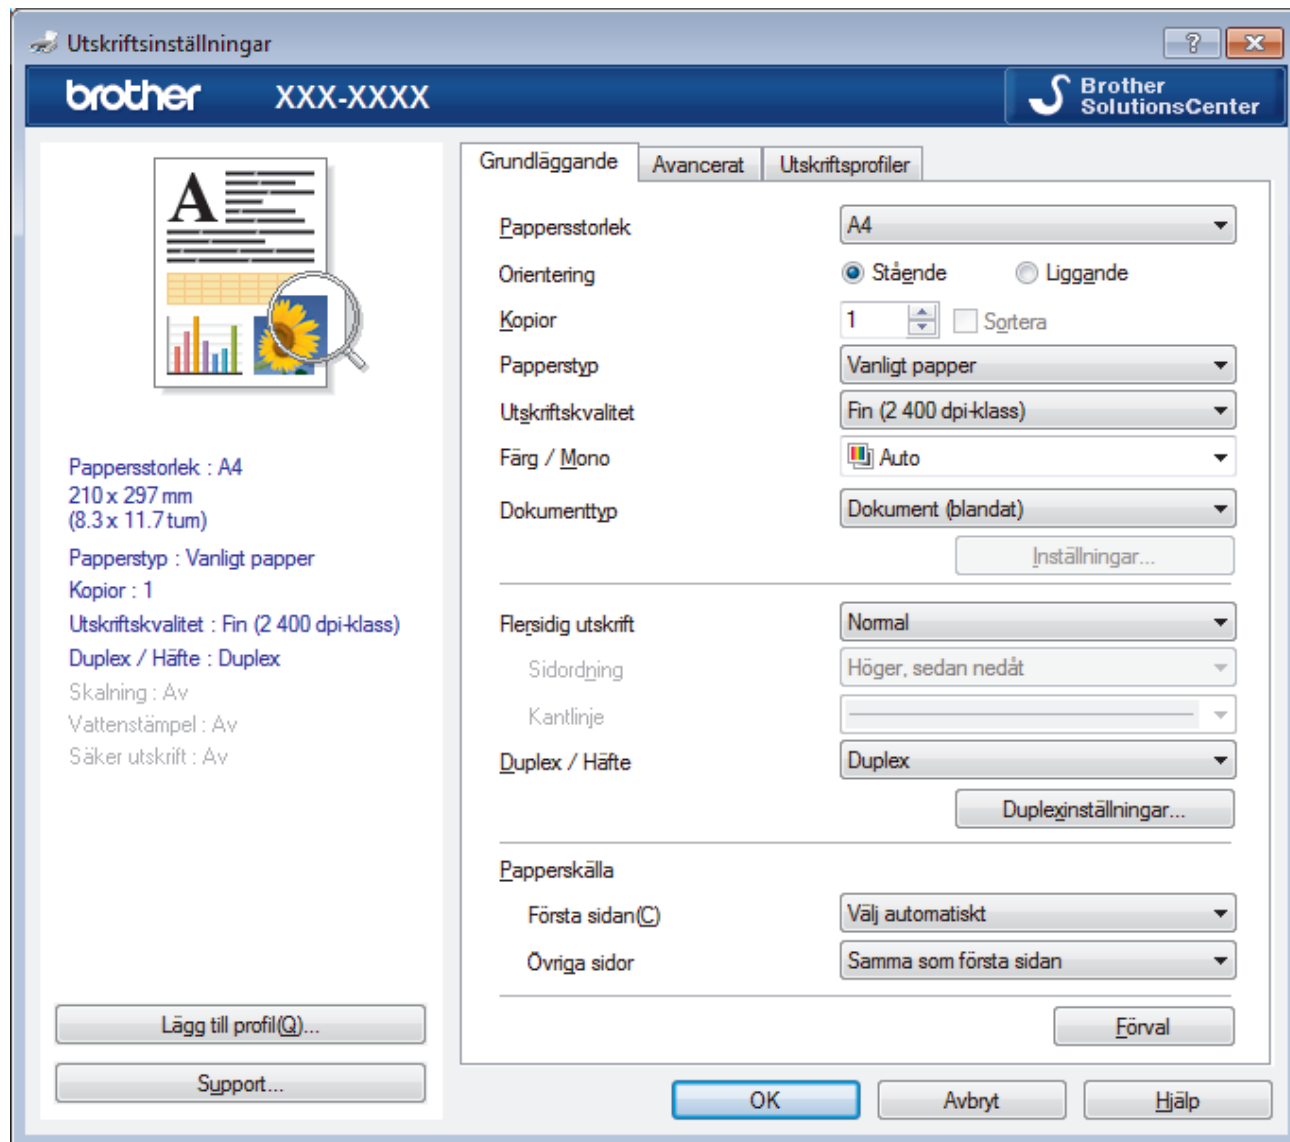 Utskriftsinställningar
brother XXX-XXXX
Brother
SolutionsCenter
A
Pappersstorlek : A4
210 x 297 mm
(8.3 x 11.7 tum)
Papperstyp : Vanligt papper
Kopior : 1
Utskriftskvalitet : Fin (2 400 dpi-klass)
Duplex / Häfte : Duplex
Skalning : Av
Vattenstämpel : Av
Säker utskrift : Av
Lägg till profil(Q)...
Support...
Grundläggande Avancerat Utskriftsprofiler
Pappersstorlek A4
Orientering Stående Liggande
Kopior 1 Sortera
Papperstyp Vanligt papper
Utskriftskvalitet Fin (2 400 dpi-klass)
Färg / Mono Auto
Dokumenttyp Dokument (blandat)
Inställningar...
Flersidig utskrift Normal
Sidordning Höger, sedan nedåt
Kantlinje
Duplex / Häfte Duplex
Duplexinställningar...
Papperskälla
Första sidan(C) Välj automatiskt
Övriga sidor Samma som första sidan
Förval
OK Avbryt Hjälp